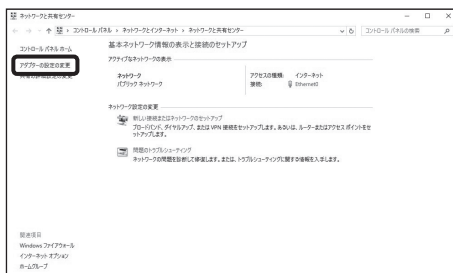 ネットワークと共有センター
コントロール パネル › ネットワークとインターネット › ネットワークと共有センター
コントロール パネルの検索
コントロール パネル ホーム
アダプターの設定の変更
共有の詳細設定の変更
基本ネットワーク情報の表示と接続のセットアップ
アクティブなネットワークの表示
ネットワーク
パブリック ネットワーク
アクセスの種類: インターネット
接続: Ethernet0
ネットワーク設定の変更
新しい接続またはネットワークのセットアップ
ブロードバンド、ダイヤルアップ、または VPN 接続をセットアップします。あるいは、ルーターまたはアクセス ポイントをセ
ットアップします。
問題のトラブルシューティング
ネットワークの問題を診断して修復します。または、トラブルシューティングに関する情報を入手します。
関連項目
Windows ファイアウォール
インターネット オプション
ホームグループ